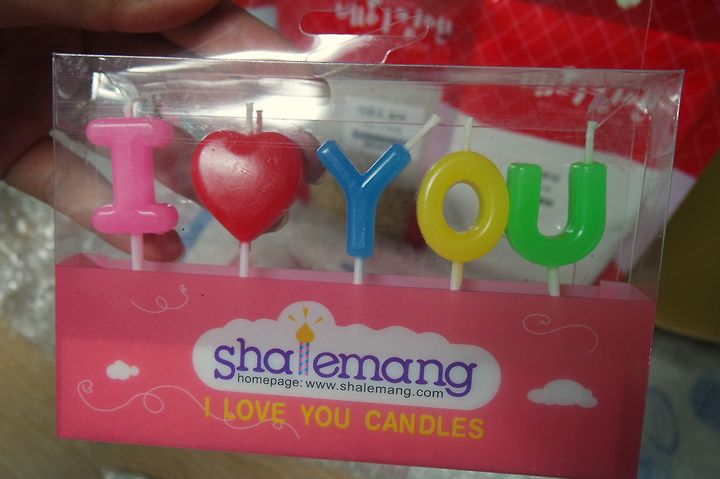 I ♥ YOU
shalemang
homepage: www.shalemang.com
I LOVE YOU CANDLES